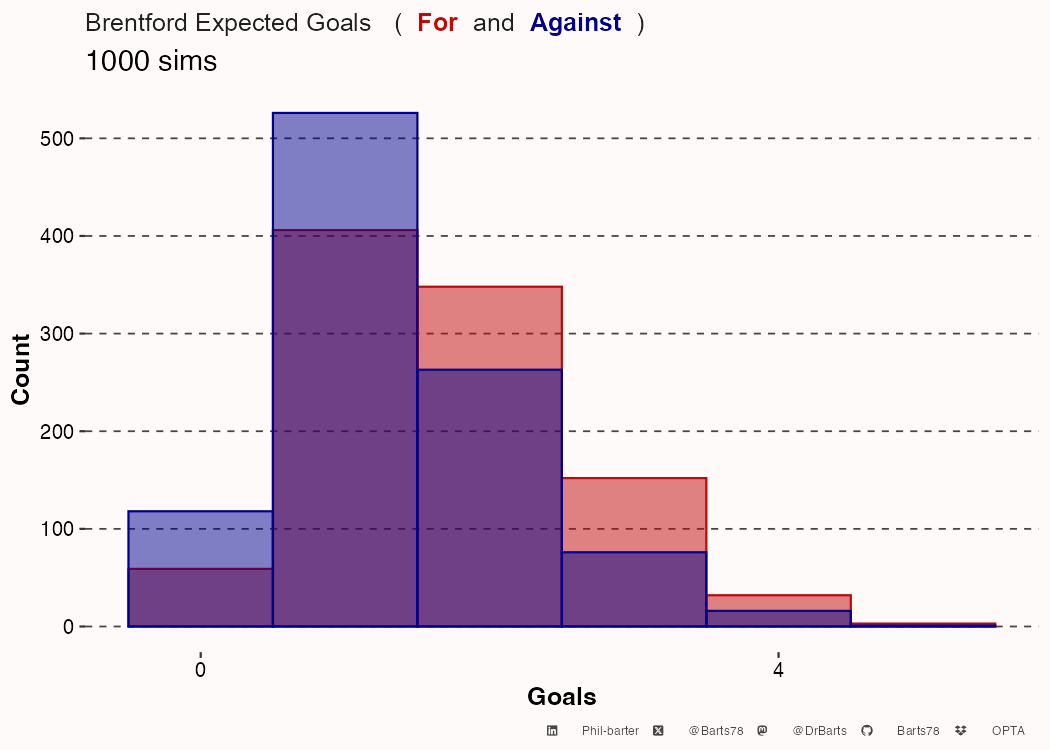 Brentford Expected Goals ( For and Against )
1000 sims
500
400
300
200
100
0
Count
0 4
Goals
Phil-barter @Barts78 @DrBarts Barts78 OPTA